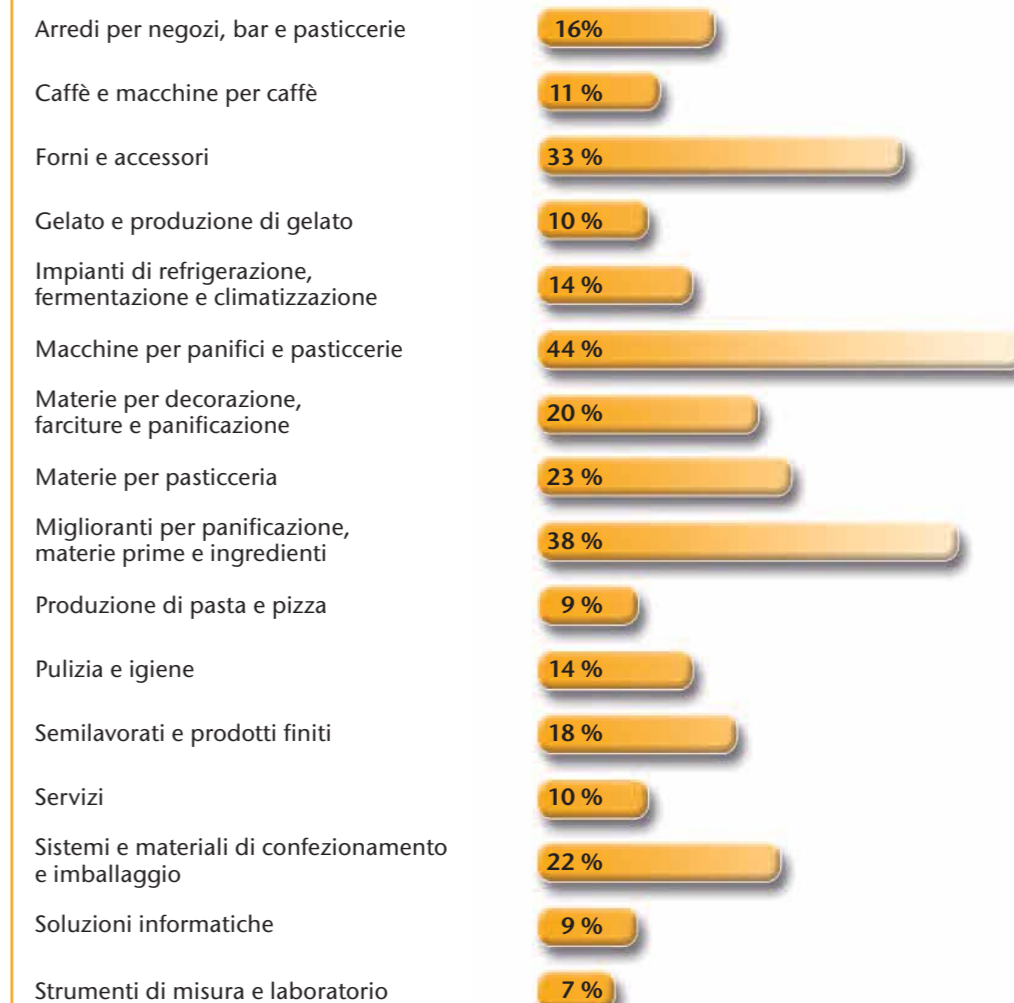 Arredi per negozi, bar e pasticcerie 16%
Caffè e macchine per caffè 11 %
Forni e accessori 33 %
Gelato e produzione di gelato 10 %
Impianti di refrigerazione,
fermentazione e climatizzazione 14 %
Macchine per panifici e pasticcerie 44 %
Materie per decorazione,
farciture e panificazione 20 %
Materie per pasticceria 23 %
Miglioranti per panificazione,
materie prime e ingredienti 38 %
Produzione di pasta e pizza 9 %
Pulizia e igiene 14 %
Semilavorati e prodotti finiti 18 %
Servizi 10 %
Sistemi e materiali di confezionamento
e imballaggio 22 %
Soluzioni informatiche 9 %
Strumenti di misura e laboratorio 7 %